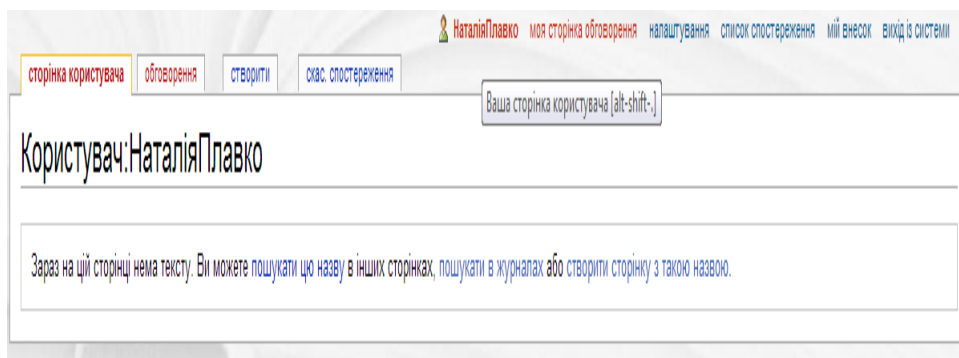 НаталіяПлавко моя сторінка обговорення налаштування список спостереження мій внесок вихід із системи
сторінка користувача обговорення створити скас. спостереження
Ваша сторінка користувача [alt-shift-.]
Користувач:НаталіяПлавко
Зараз на цій сторінці нема тексту. Ви можете пошукати цю назву в інших сторінках, пошукати в журналах або створити сторінку з такою назвою.